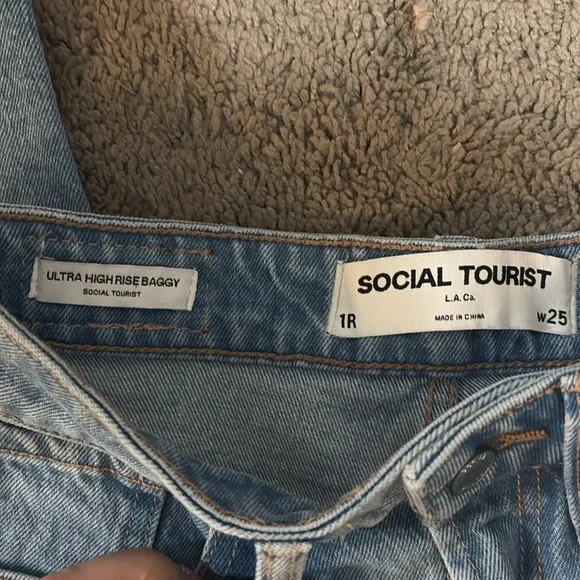 ULTRA HIGH RISE BAGGY
SOCIAL TOURIST
SOCIAL TOURIST
L.A. Ca.
1R
MADE IN CHINA
W25